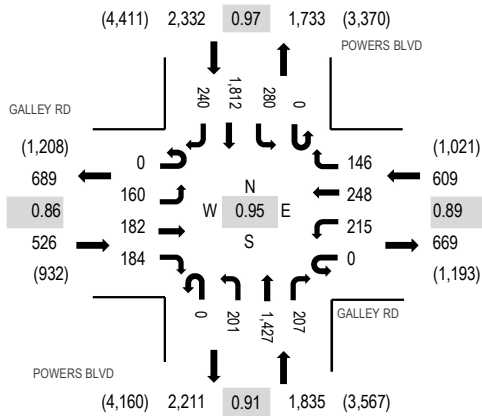 (4,411) 2,332 0.97 1,733 (3,370)
POWERS BLVD
240 1,812 280 0
GALLEY RD
(1,208)
689
0.86
526
(932)
0
160
182
184
N
W 0.95 E
S
146
248
215
0
(1,021)
609
0.89
669
(1,193)
0 201 1,427 207
GALLEY RD
POWERS BLVD
(4,160) 2,211 0.91 1,835 (3,567)